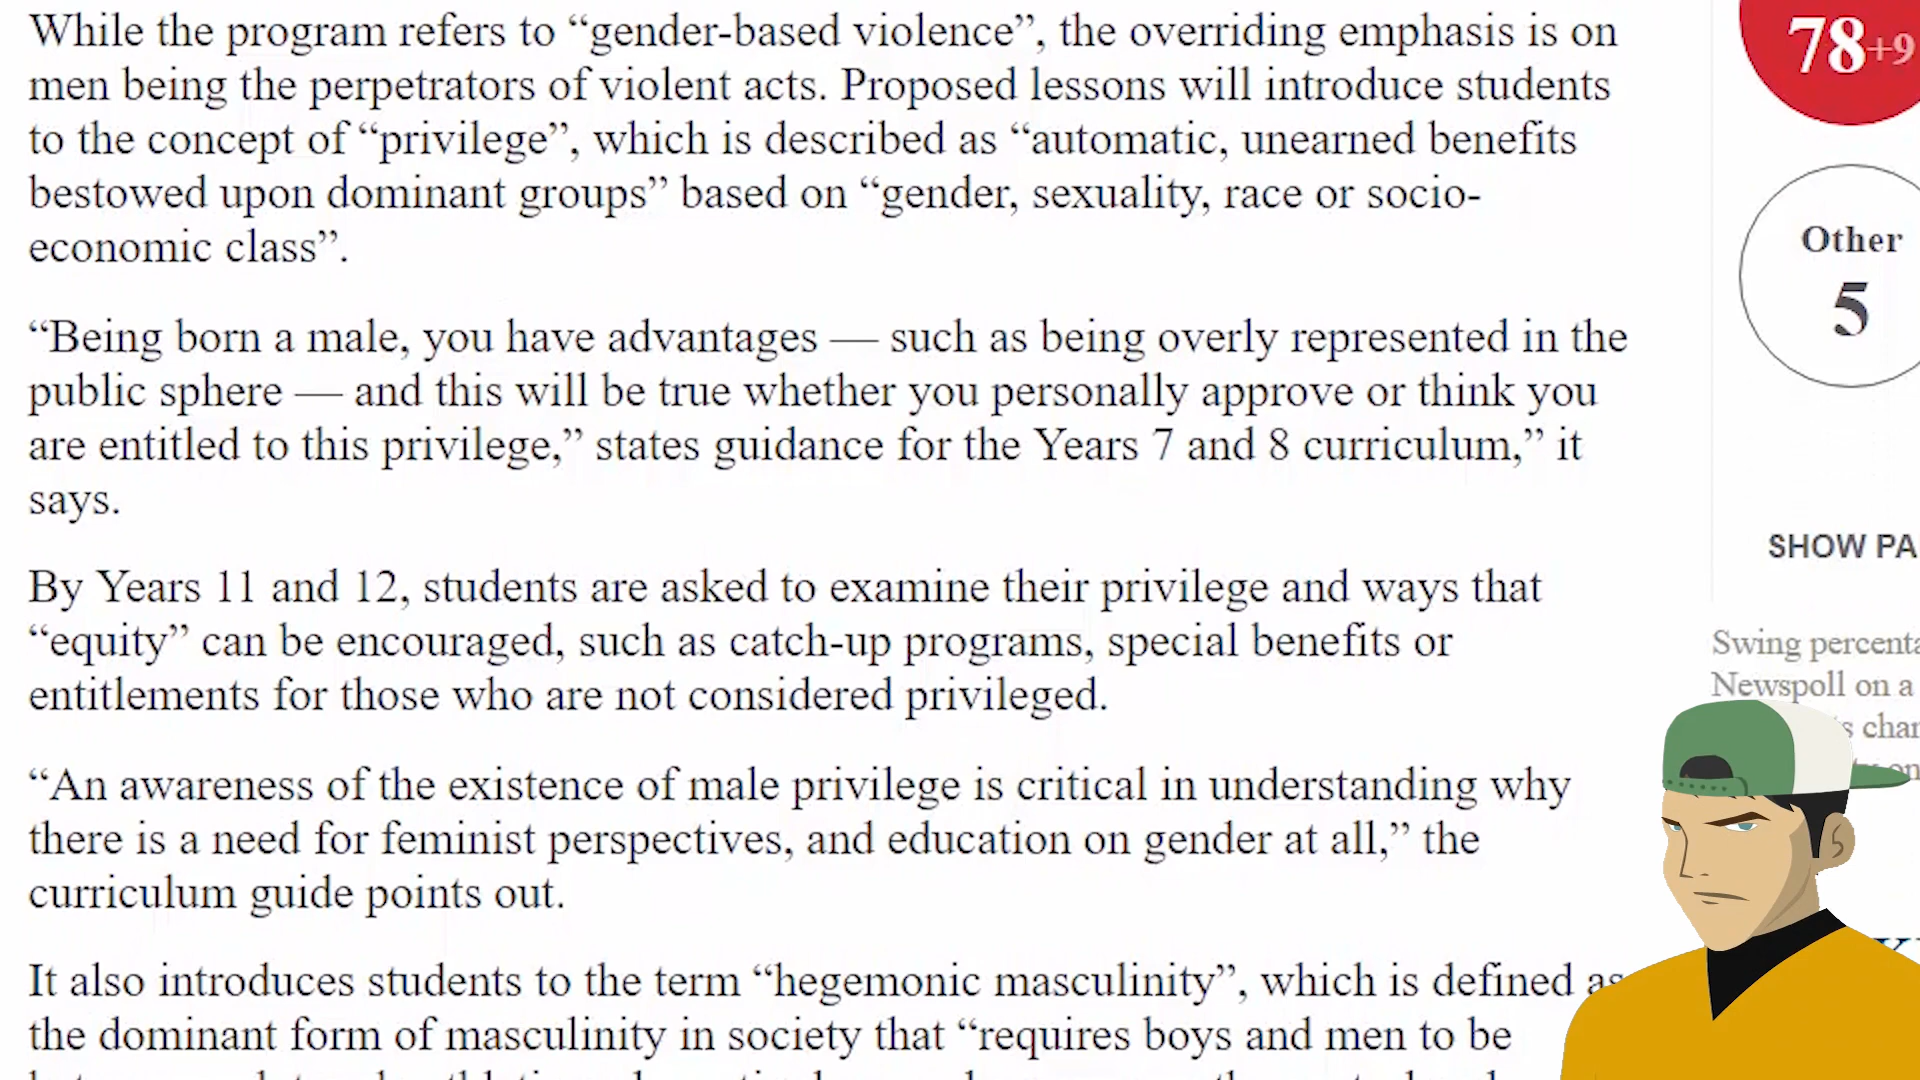 While the program refers to “gender-based violence”, the overriding emphasis is on
men being the perpetrators of violent acts. Proposed lessons will introduce students
to the concept of “privilege”, which is described as “automatic, unearned benefits
bestowed upon dominant groups” based on “gender, sexuality, race or socio-
economic class”.
“Being born a male, you have advantages — such as being overly represented in the
public sphere — and this will be true whether you personally approve or think you
are entitled to this privilege,” states guidance for the Years 7 and 8 curriculum,” it
says.
By Years 11 and 12, students are asked to examine their privilege and ways that
“equity” can be encouraged, such as catch-up programs, special benefits or
entitlements for those who are not considered privileged.
“An awareness of the existence of male privilege is critical in understanding why
there is a need for feminist perspectives, and education on gender at all,” the
curriculum guide points out.
It also introduces students to the term “hegemonic masculinity”, which is defined as
the dominant form of masculinity in society that “requires boys and men to be
78+9
Other
5
SHOW PA
Swing percenta
Newspoll on a